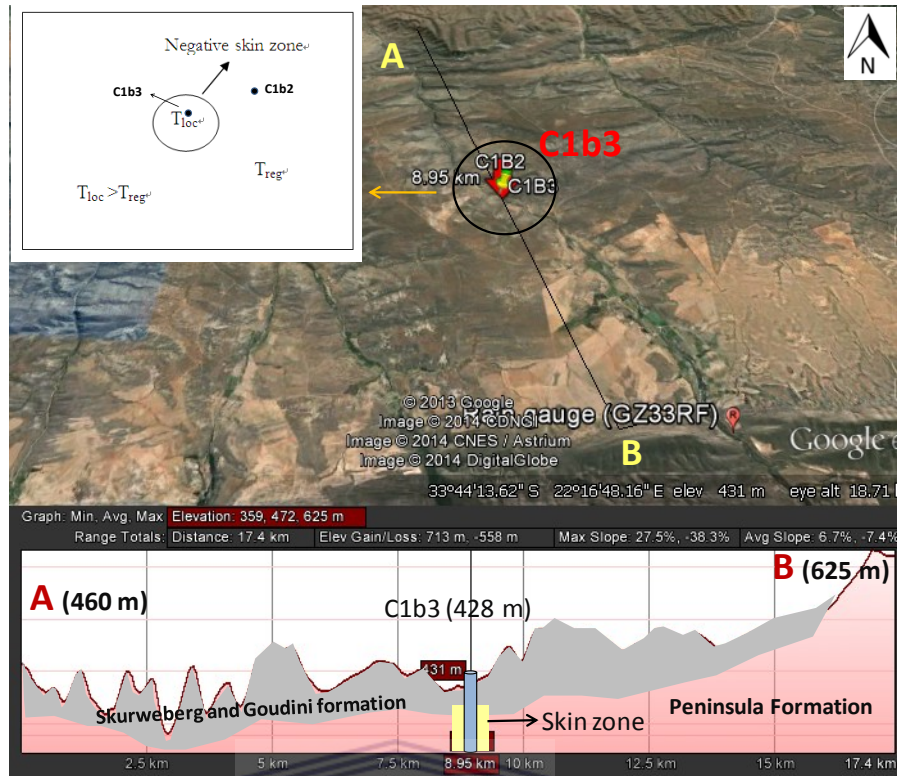 Negative skin zone
C1b3
C1b2
Tloc
Treg
Tloc >Treg
A
N
C1b3
C1B2
8.95 km
C1B3
© 2013 Google
Rain gauge (GZ33RF)
R
Image © 2014 CDNGI
Image © 2014 CNES / Astrium
Image © 2014 DigitalGlobe
B
Google e
33°44'13.62" S 22°16'48.16" E elev 431 m eye alt 18.71
Graph: Min, Avg, Max Elevation: 359, 472, 625 m
Range Totals: Distance: 17.4 km Elev Gain/Loss: 713 m, -558 m Max Slope: 27.5%, -38.3% Avg Slope: 6.7%, -7.4%
A (460 m)
B (625 m)
C1b3 (428 m)
431 m
Skurweberg and Goudini formation
Peninsula Formation
Skin zone
2.5 km 5 km 7.5 km 8.95 km 10 km 12.5 km 15 km 17.4 km